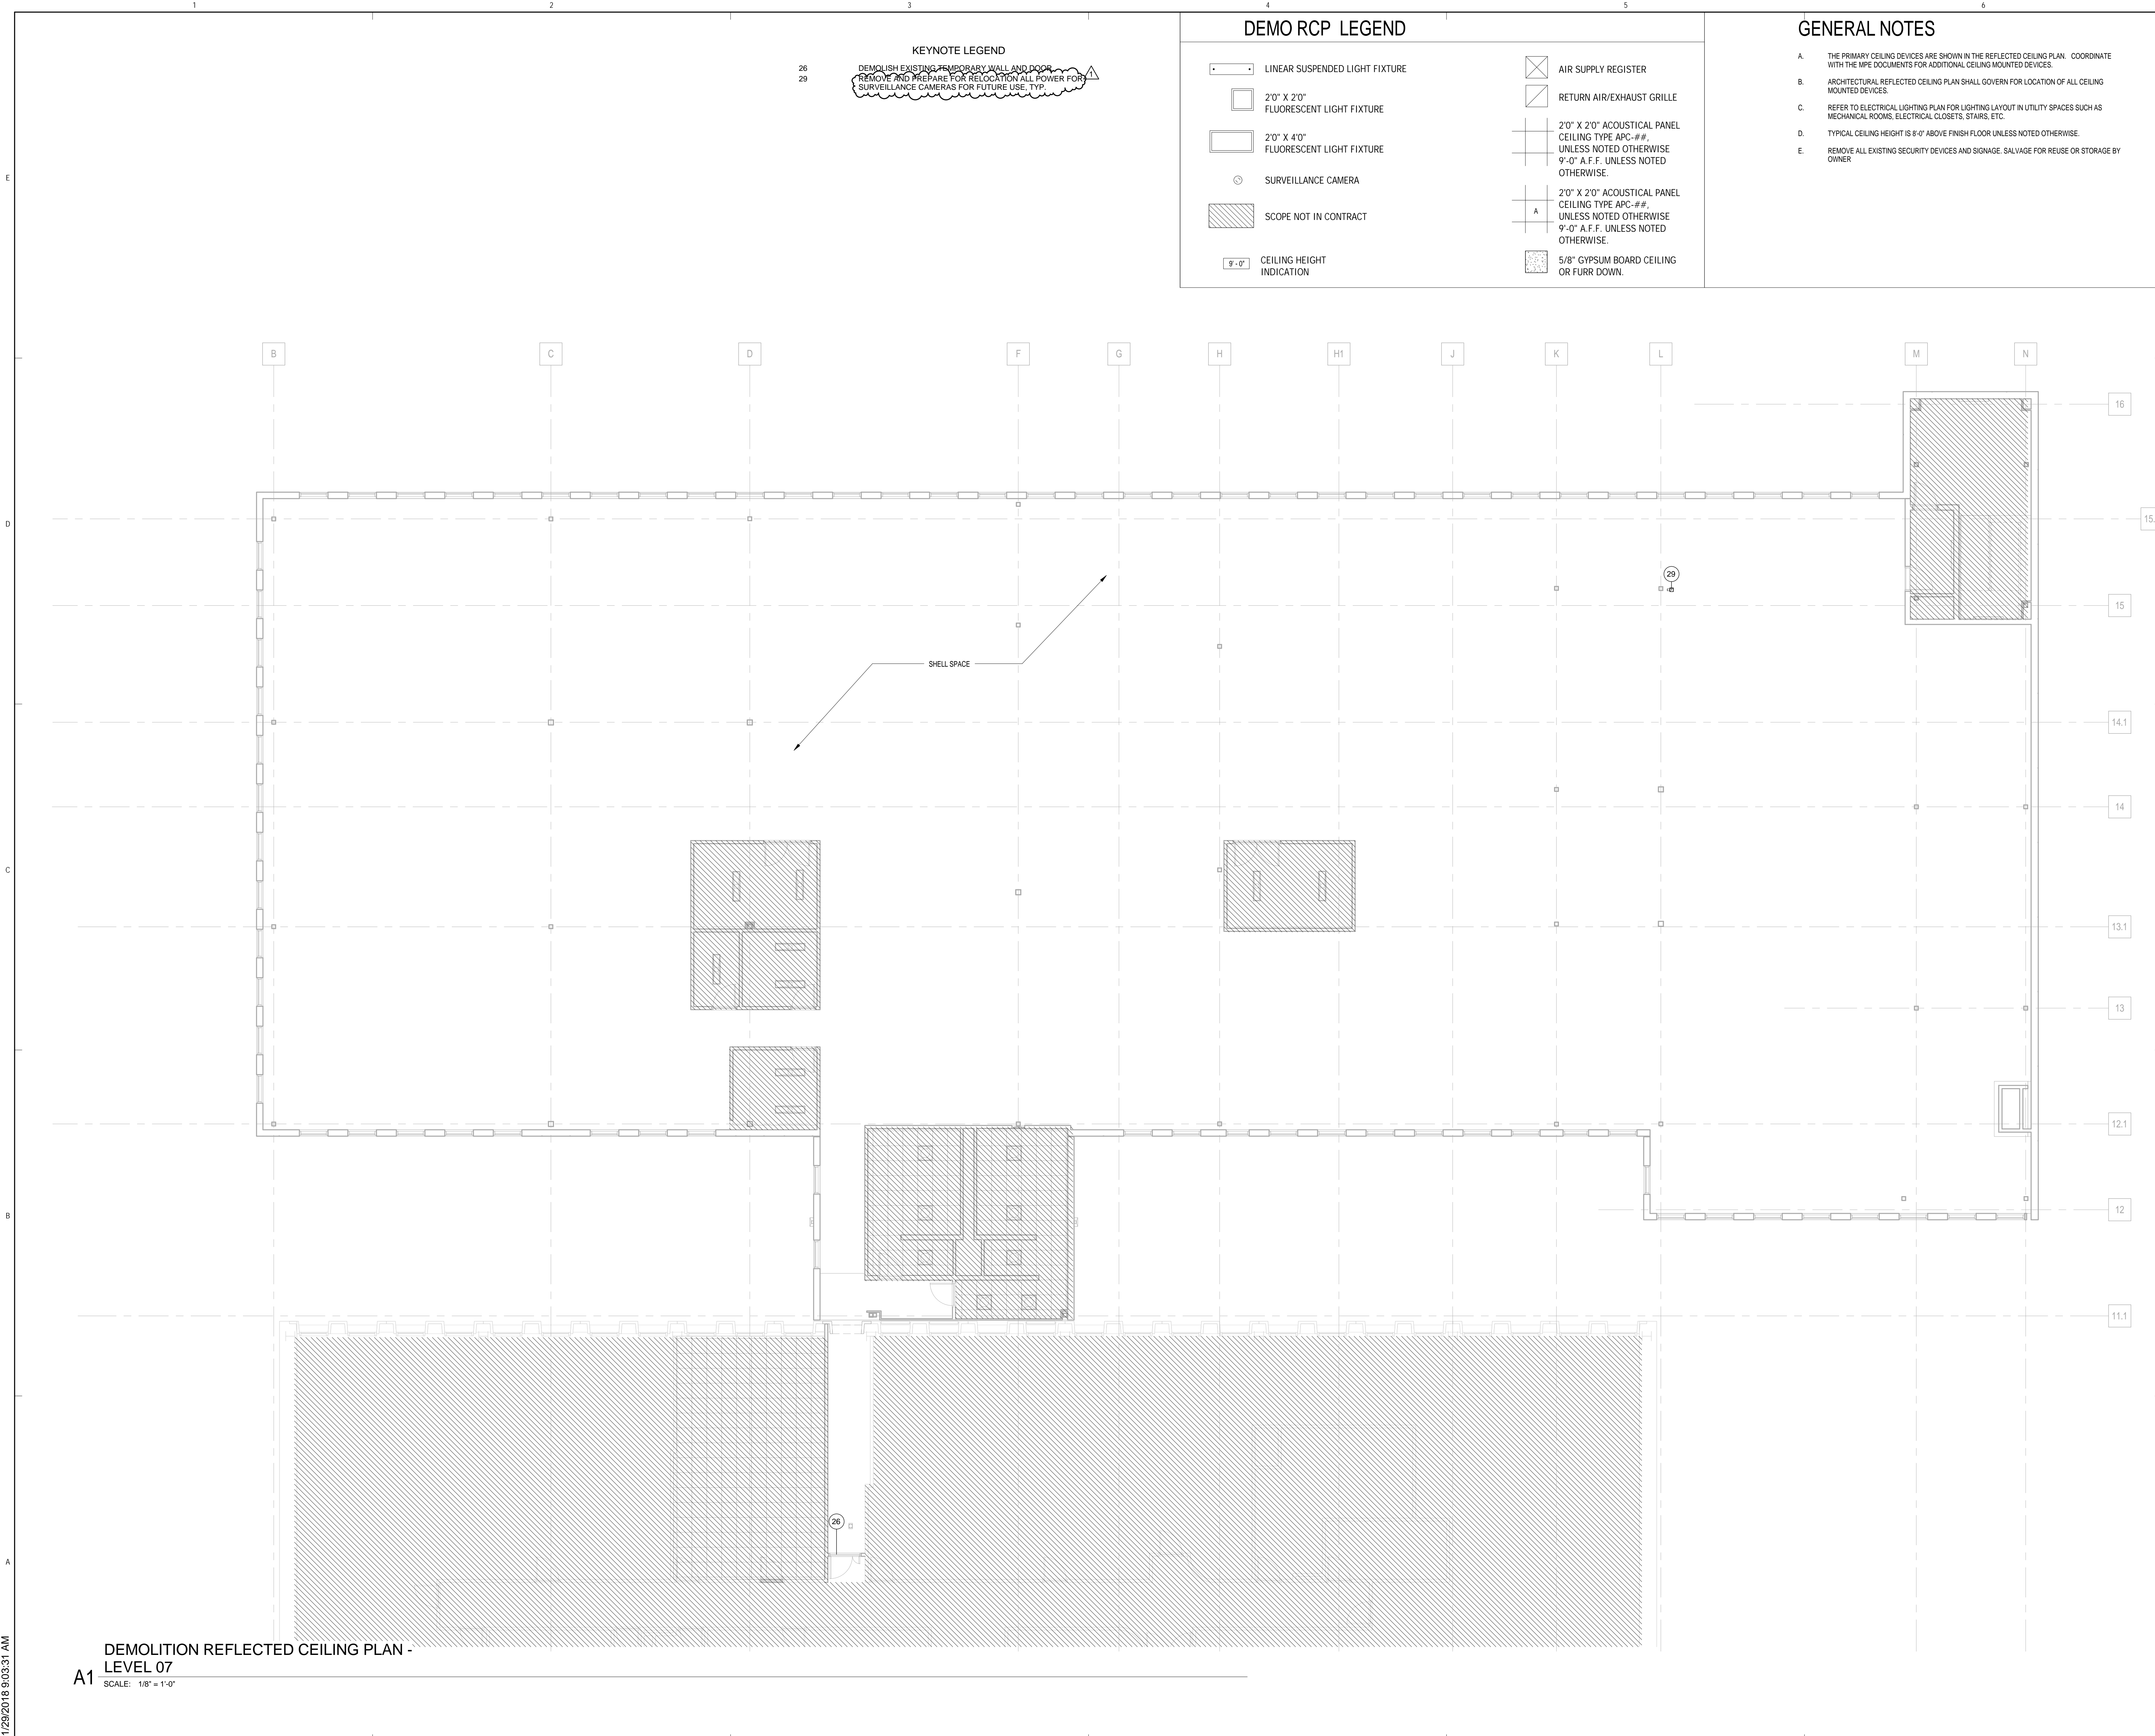 1 2 3 4 5 6
KEYNOTE LEGEND
26 DEMOLISH EXISTING TEMPORARY WALL AND DOOR
29 REMOVE AND PREPARE FOR RELOCATION ALL POWER FOR
SURVEILLANCE CAMERAS FOR FUTURE USE, TYP.
1
DEMO RCP LEGEND
LINEAR SUSPENDED LIGHT FIXTURE
2'0" X 2'0"
FLUORESCENT LIGHT FIXTURE
2'0" X 4'0"
FLUORESCENT LIGHT FIXTURE
SURVEILLANCE CAMERA
SCOPE NOT IN CONTRACT
9' - 0"
CEILING HEIGHT
INDICATION
AIR SUPPLY REGISTER
RETURN AIR/EXHAUST GRILLE
2'0" X 2'0" ACOUSTICAL PANEL
CEILING TYPE APC-##,
UNLESS NOTED OTHERWISE
9'-0" A.F.F. UNLESS NOTED
OTHERWISE.
A
2'0" X 2'0" ACOUSTICAL PANEL
CEILING TYPE APC-##,
UNLESS NOTED OTHERWISE
9'-0" A.F.F. UNLESS NOTED
OTHERWISE.
5/8" GYPSUM BOARD CEILING
OR FURR DOWN.
GENERAL NOTES
A. THE PRIMARY CEILING DEVICES ARE SHOWN IN THE REFLECTED CEILING PLAN. COORDINATE
WITH THE MPE DOCUMENTS FOR ADDITIONAL CEILING MOUNTED DEVICES.
B. ARCHITECTURAL REFLECTED CEILING PLAN SHALL GOVERN FOR LOCATION OF ALL CEILING
MOUNTED DEVICES.
C. REFER TO ELECTRICAL LIGHTING PLAN FOR LIGHTING LAYOUT IN UTILITY SPACES SUCH AS
MECHANICAL ROOMS, ELECTRICAL CLOSETS, STAIRS, ETC.
D. TYPICAL CEILING HEIGHT IS 8'-0" ABOVE FINISH FLOOR UNLESS NOTED OTHERWISE.
E. REMOVE ALL EXISTING SECURITY DEVICES AND SIGNAGE. SALVAGE FOR REUSE OR STORAGE BY
OWNER
E
B C D F G H H1 J K L M N
16
D
15.
29
15
SHELL SPACE
14.1
14
C
13.1
13
12.1
B
12
11.1
26
A
DEMOLITION REFLECTED CEILING PLAN -
LEVEL 07
A1
SCALE: 1/8" = 1'-0"
1/29/2018 9:03:31 AM